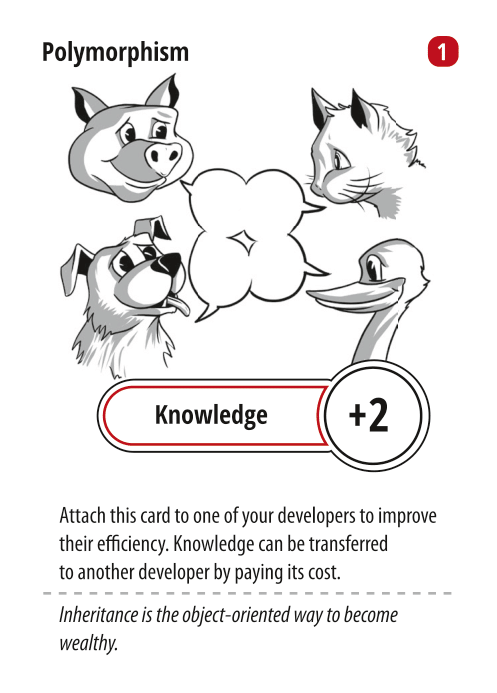 Polymorphism
1
Knowledge
+2
Attach this card to one of your developers to improve
their efficiency. Knowledge can be transferred
to another developer by paying its cost.
Inheritance is the object-oriented way to become
wealthy.